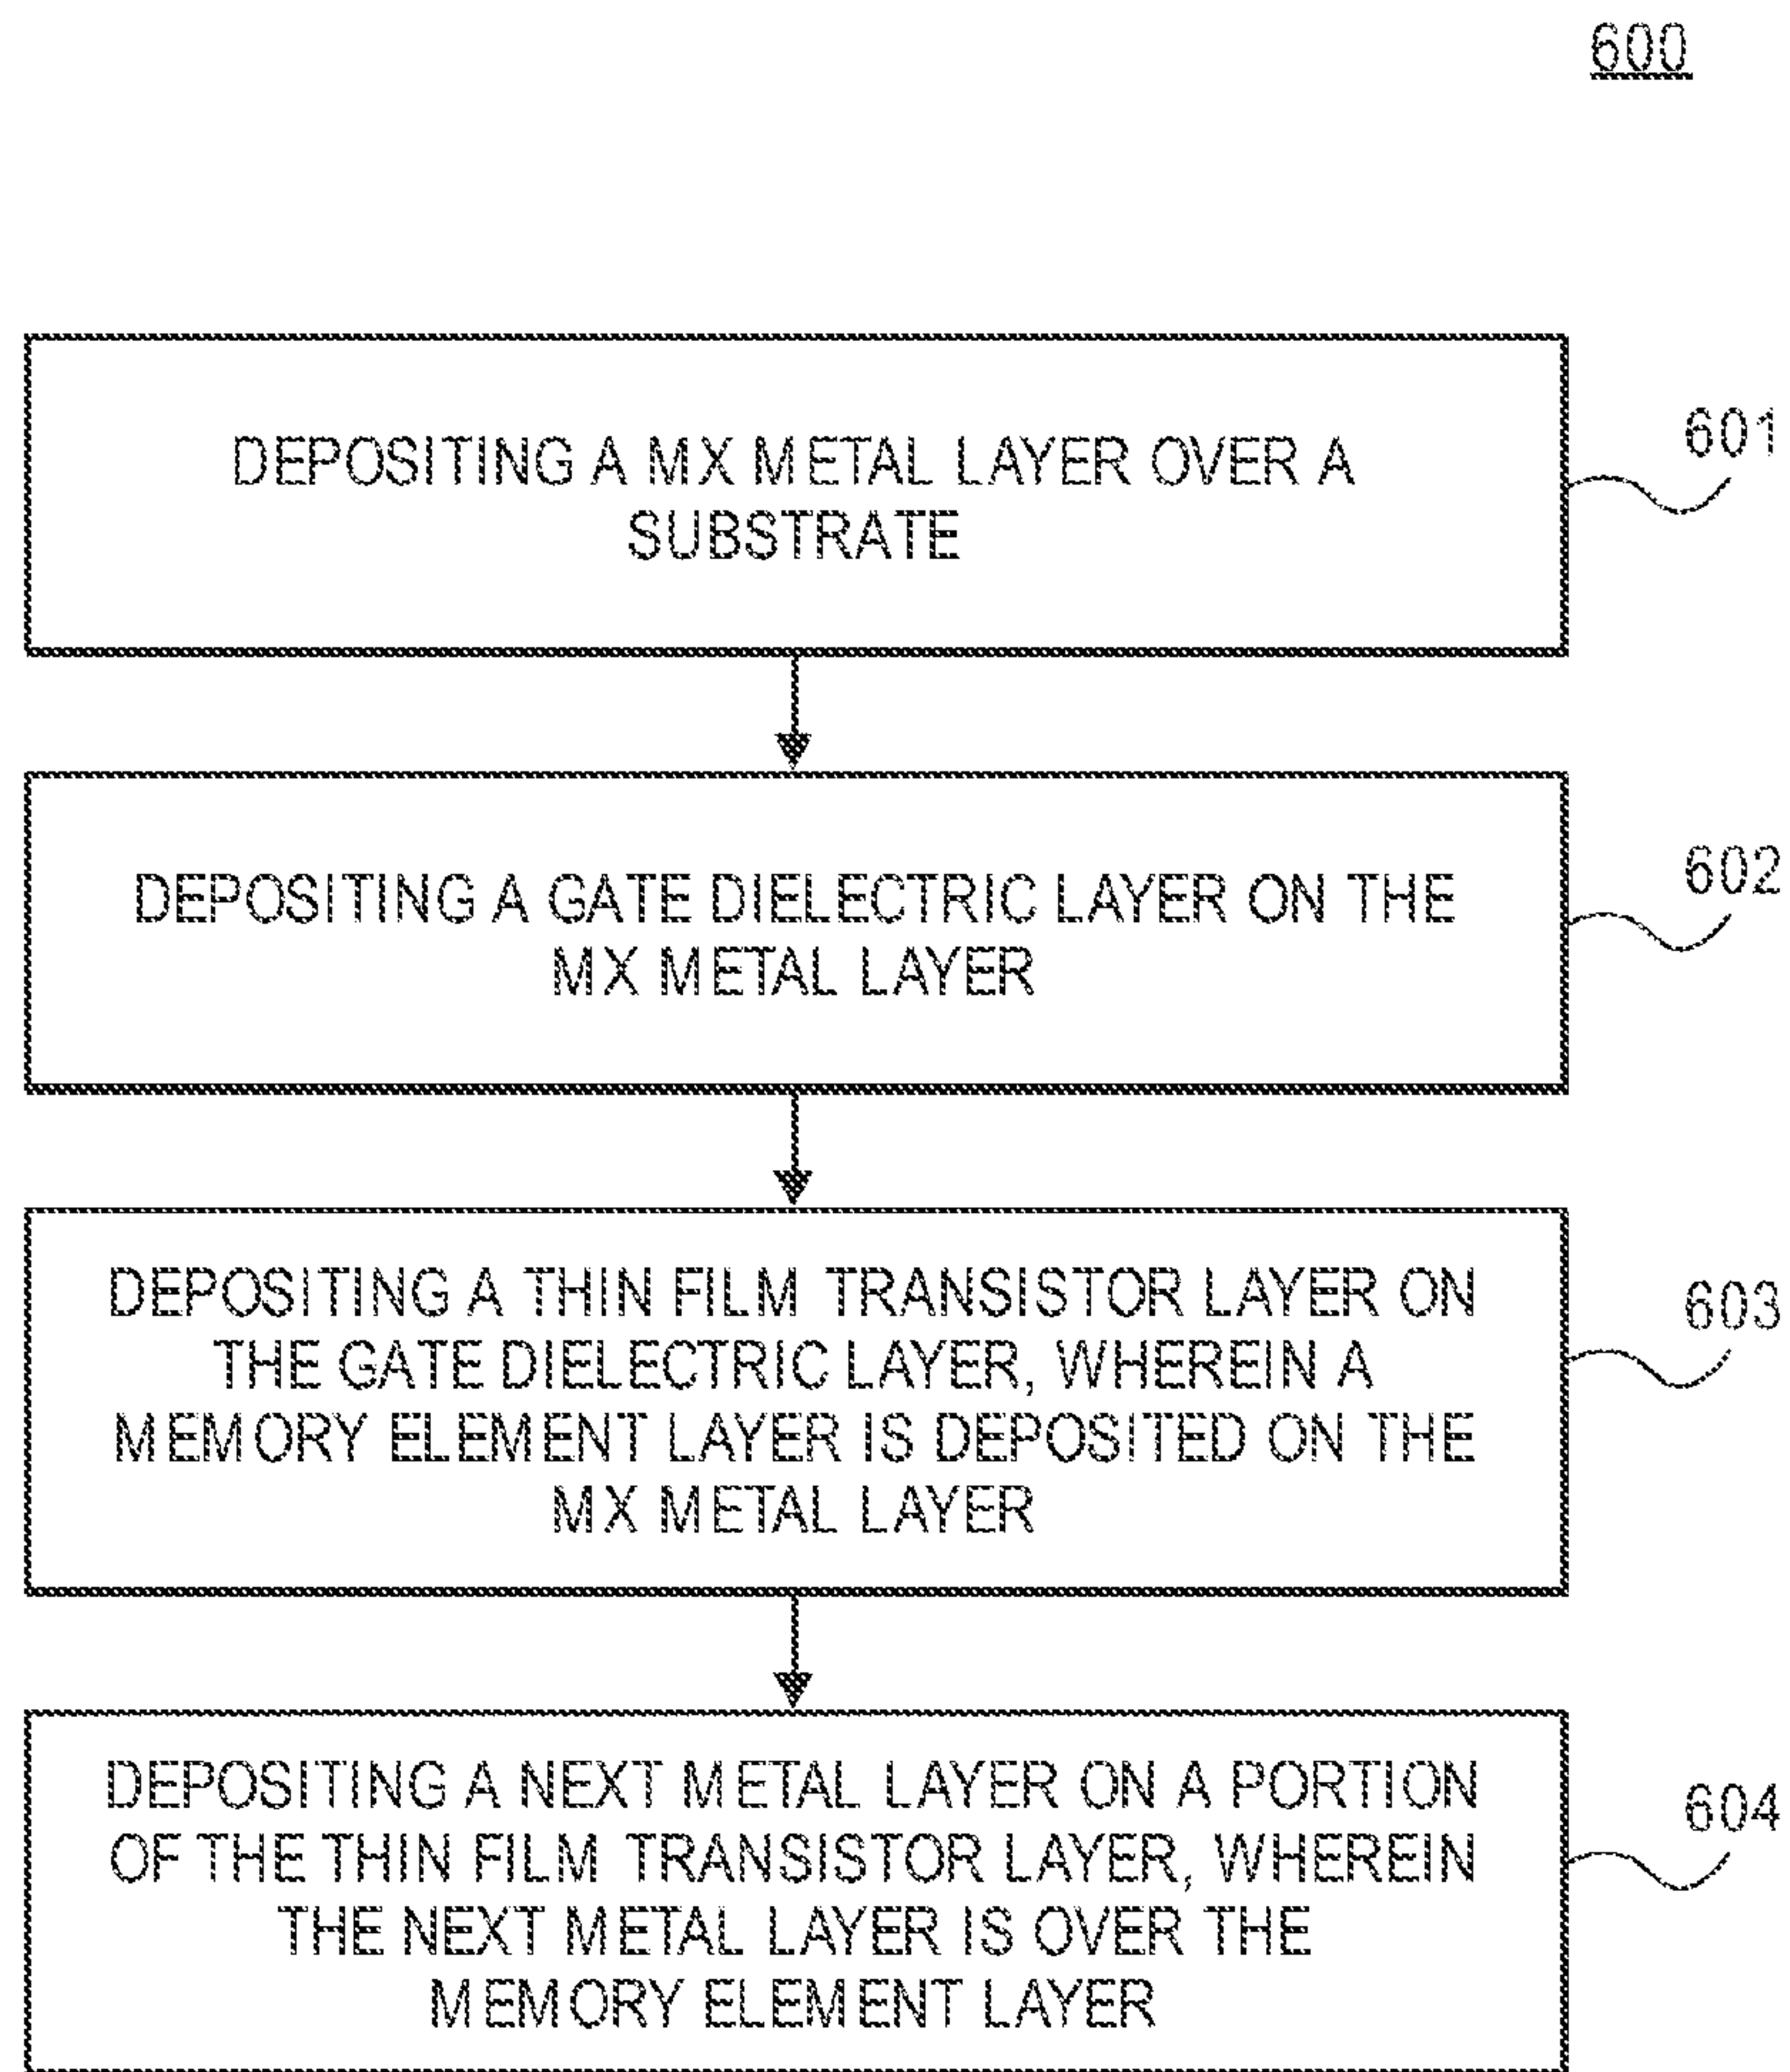 600
DEPOSITING A MX METAL LAYER OVER A
SUBSTRATE
601
DEPOSITING A GATE DIELECTRIC LAYER ON THE
MX METAL LAYER
602
DEPOSITING A THIN FILM TRANSISTOR LAYER ON
THE GATE DIELECTRIC LAYER, WHEREIN A
MEMORY ELEMENT LAYER IS DEPOSITED ON THE
MX METAL LAYER
603
DEPOSITING A NEXT METAL LAYER ON A PORTION
OF THE THIN FILM TRANSISTOR LAYER, WHEREIN
THE NEXT METAL LAYER IS OVER THE
MEMORY ELEMENT LAYER
604